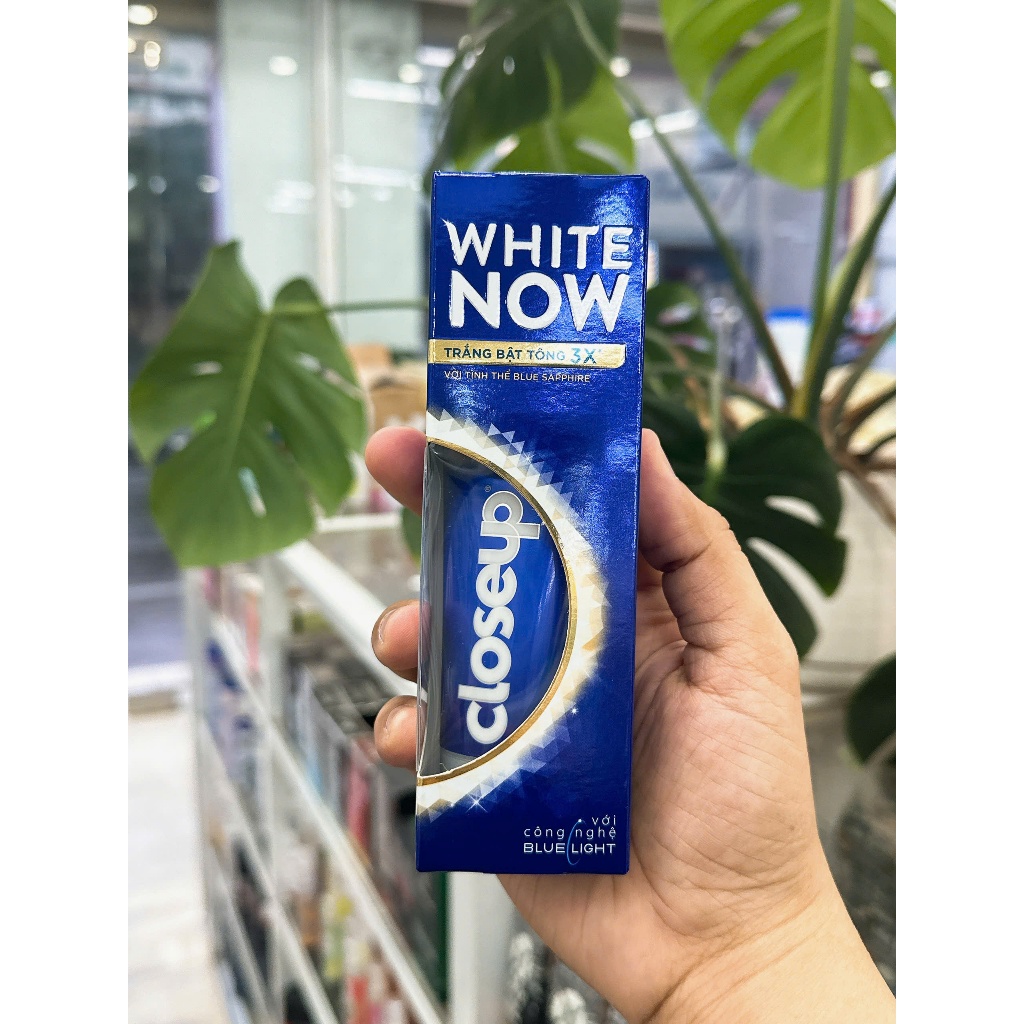 WHITE
NOW
TRẮNG BẬT TÔNG 3X
VỚI TINH THỂ BLUE SAPPHIRE
closeup®
với
công nghệ
BLUE LIGHT